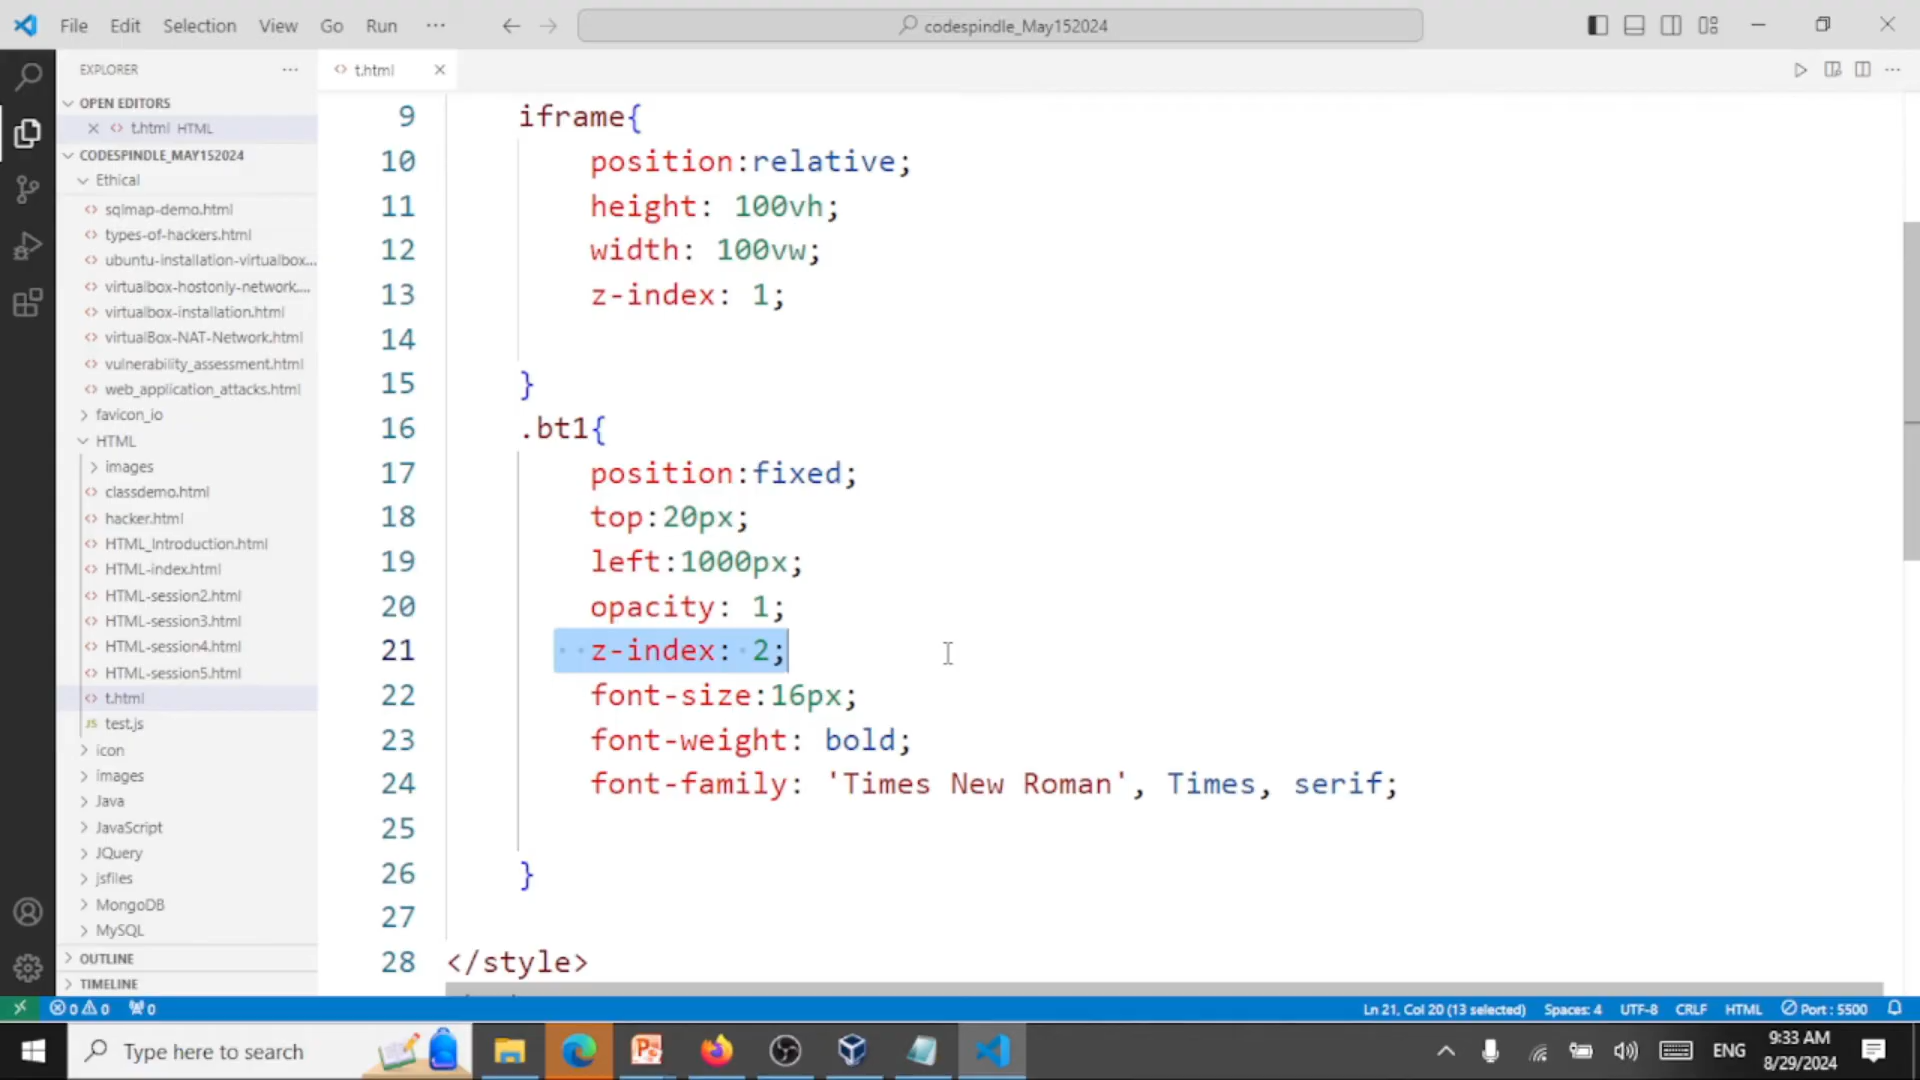 File Edit Selection View Go Run ···
codespindle_May152024
EXPLORER ···
t.html
OPEN EDITORS
t.html HTML
CODESPINDLE_MAY152024
Ethical
sqlmap-demo.html
types-of-hackers.html
ubuntu-installation-virtualbox...
virtualbox-hostonly-network....
virtualbox-installation.html
virtualBox-NAT-Network.html
vulnerability_assessment.html
web_application_attacks.html
favicon_io
HTML
images
classdemo.html
hacker.html
HTML_Introduction.html
HTML-index.html
HTML-session2.html
HTML-session3.html
HTML-session4.html
HTML-session5.html
t.html
JS test.js
icon
images
Java
JavaScript
JQuery
jsfiles
MongoDB
MySQL
OUTLINE
TIMELINE
9 iframe{
10 position:relative;
11 height: 100vh;
12 width: 100vw;
13 z-index: 1;
14
15 }
16 .bt1{
17 position:fixed;
18 top:20px;
19 left:1000px;
20 opacity: 1;
21 z-index: 2;
22 font-size:16px;
23 font-weight: bold;
24 font-family: 'Times New Roman', Times, serif;
25
26 }
27
28 </style>
0 0 0 Ln 21, Col 20 (13 selected) Spaces: 4 UTF-8 CRLF HTML Port : 5500
Type here to search
ENG
9:33 AM
8/29/2024